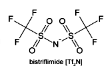 F O O F
F F
F S N⁻ S F
O O
bistriflimide [Tf₂N]